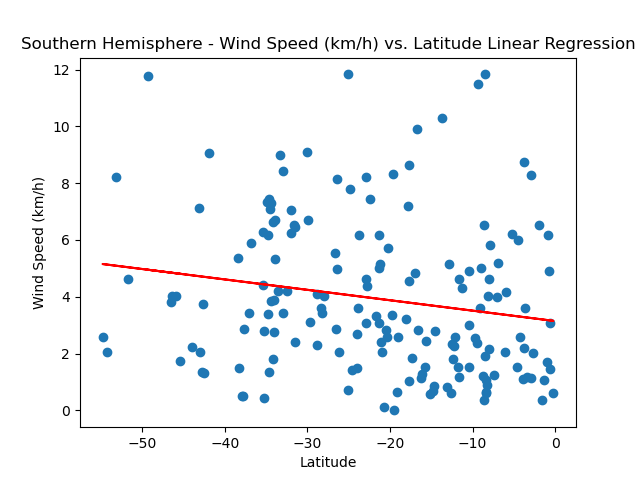 Southern Hemisphere - Wind Speed (km/h) vs. Latitude Linear Regression
12
10
8
6
4
2
0
Wind Speed (km/h)
−50 −40 −30 −20 −10 0
Latitude